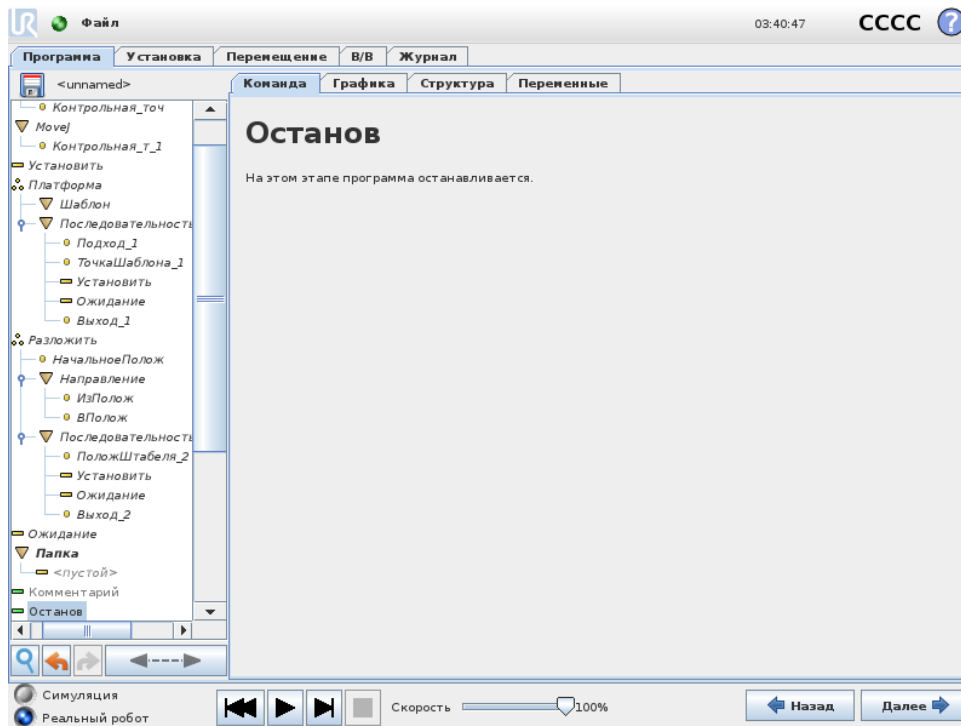 UR Файл 03:40:47 CCCC ?
Программа Установка Перемещение В/В Журнал
<unnamed> Команда Графика Структура Переменные
Контрольная_точ
MoveJ
Контрольная_т_1
Установить
Платформа
Шаблон
Последовательность
Подход_1
ТочкаШаблона_1
Установить
Ожидание
Выход_1
Разложить
НачальноеПолож
Направление
ИзПолож
ВПолож
Последовательность
ПоложШтабеля_2
Установить
Ожидание
Выход_2
Ожидание
Папка
<пустой>
Комментарий
Останов
Останов
На этом этапе программа останавливается.
Симуляция
Реальный робот
Скорость 100%
Назад Далее